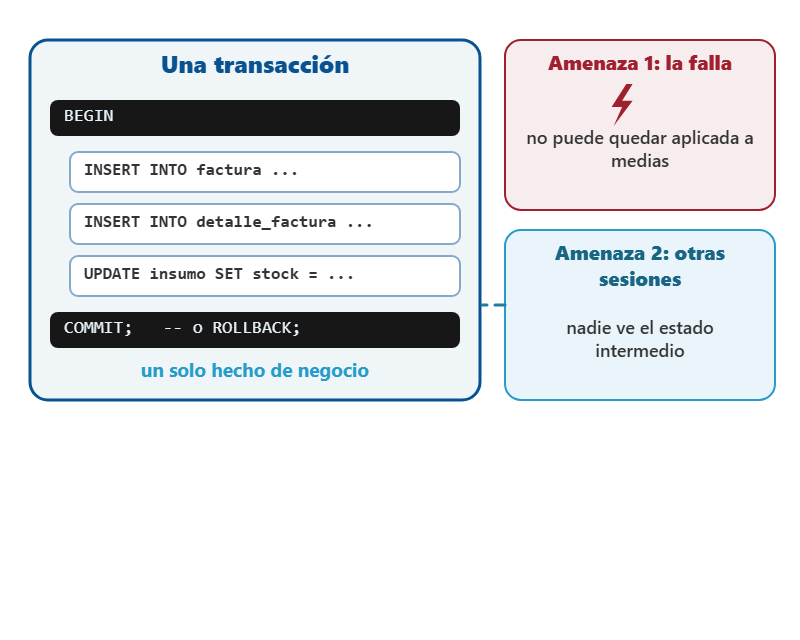 Una transacción
BEGIN
INSERT INTO factura ...
INSERT INTO detalle_factura ...
UPDATE insumo SET stock = ...
COMMIT;   -- o ROLLBACK;
un solo hecho de negocio
Amenaza 1: la falla
no puede quedar aplicada a
medias
Amenaza 2: otras
sesiones
nadie ve el estado
intermedio